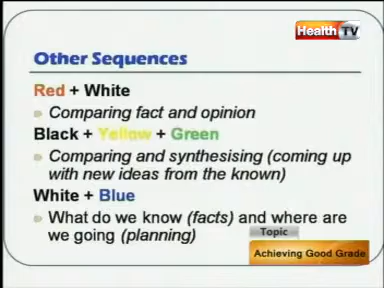 Health TV
Other Sequences
Red + White
Comparing fact and opinion
Black + Yellow + Green
Comparing and synthesising (coming up
with new ideas from the known)
White + Blue
What do we know (facts) and where are
we going (planning)
Topic
Achieving Good Grade